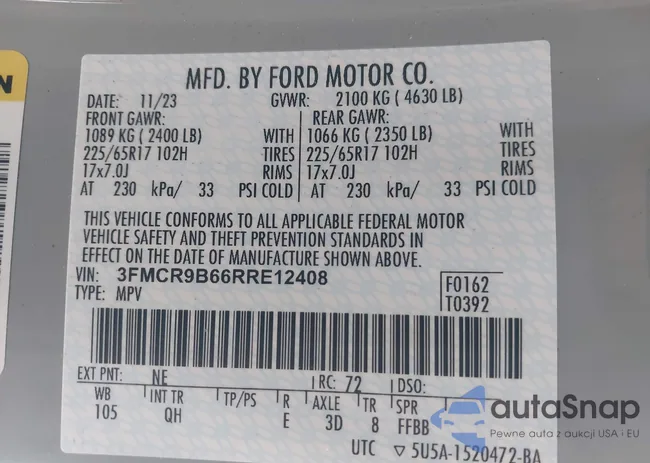 MFD. BY FORD MOTOR CO.
DATE: 11/23 GVWR: 2100 KG ( 4630 LB)
FRONT GAWR: REAR GAWR:
1089 KG ( 2400 LB) WITH 1066 KG ( 2350 LB) WITH
225/65R17 102H TIRES 225/65R17 102H TIRES
17x7.0J RIMS 17x7.0J RIMS
AT 230 kPa/ 33 PSI COLD AT 230 kPa/ 33 PSI COLD
THIS VEHICLE CONFORMS TO ALL APPLICABLE FEDERAL MOTOR
VEHICLE SAFETY AND THEFT PREVENTION STANDARDS IN
EFFECT ON THE DATE OF MANUFACTURE SHOWN ABOVE.
VIN: 3FMCR9B66RRE12408 F0162
TYPE: MPV T0392
EXT PNT: NE RC: 72 DSO:
WB INT TR TP/PS R AXLE TR SPR
105 QH E 3D 8 FFBB
UTC ▽ 5U5A-1520472-BA
N
autoSnap
Pewne auta z aukcji USA i EU